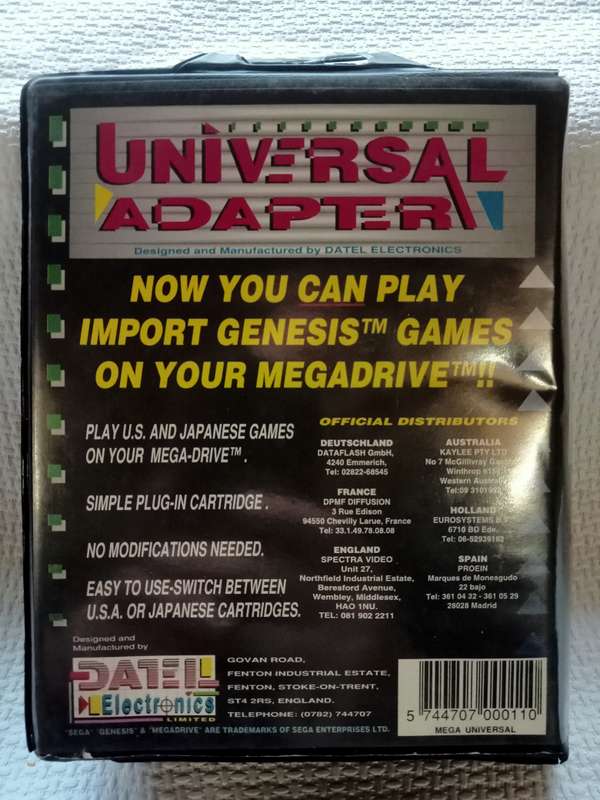 UNIVERSAL
ADAPTER
Designed and Manufactured by DATEL ELECTRONICS
NOW YOU CAN PLAY
IMPORT GENESIS™ GAMES
ON YOUR MEGADRIVE™!!
PLAY U.S. AND JAPANESE GAMES
ON YOUR MEGA-DRIVE™.
SIMPLE PLUG-IN CARTRIDGE.
NO MODIFICATIONS NEEDED.
EASY TO USE-SWITCH BETWEEN
U.S.A. OR JAPANESE CARTRIDGES.
OFFICIAL DISTRIBUTORS
DEUTSCHLAND
DATAFLASH GmbH,
4240 Emmerich,
Tel: 02822-68545
FRANCE
DPMF DIFFUSION
3 Rue Edison
94550 Chevilly Larue, France
Tel: 33.1.49.78.08.08
ENGLAND
SPECTRA VIDEO
Unit 27,
Northfield Industrial Estate,
Beresford Avenue,
Wembley, Middlesex,
HAO 1NU.
TEL: 081 902 2211
AUSTRALIA
KAYLEE PTY LTD
No 7 McGillivray
Winthrop
Western
Tel:09
HOLLAND
EUROSYSTEMS
6710 BD Ede.
Tel: 08-52939182
SPAIN
PROEIN
Marques de Monesgudo
22 bajo
Tel: 361 04 32 - 361 05 29
28028 Madrid
Designed and
Manufactured by
DATEL
Electronics
LIMITED
GOVAN ROAD,
FENTON INDUSTRIAL ESTATE,
FENTON, STOKE-ON-TRENT,
ST4 2RS, ENGLAND.
TELEPHONE: (0782) 744707
"SEGA" "GENESIS" & "MEGADRIVE" ARE TRADEMARKS OF SEGA ENTERPRISES LTD.
5 744707 000110
MEGA UNIVERSAL